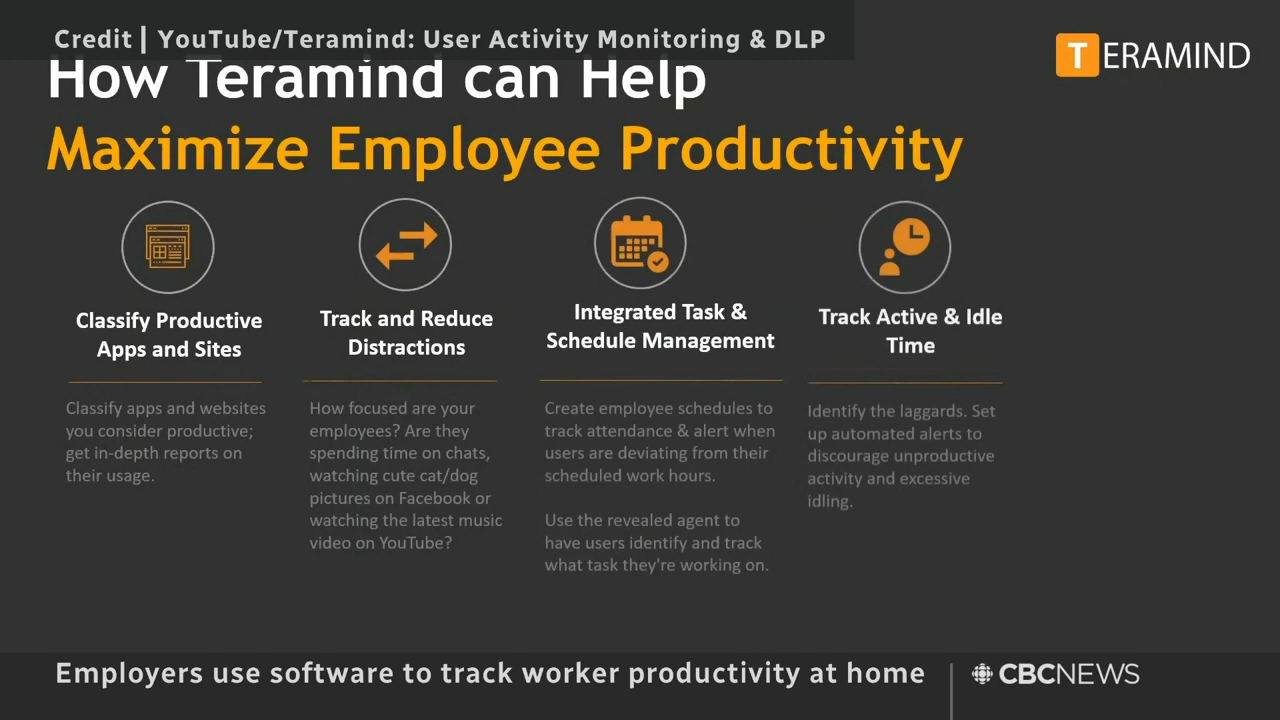 Credit | YouTube/Teramind: User Activity Monitoring & DLP
TERAMIND
How Teramind can Help
Maximize Employee Productivity
Classify Productive
Apps and Sites
Classify apps and websites
you consider productive;
get in-depth reports on
their usage.
Track and Reduce
Distractions
How focused are your
employees? Are they
spending time on chats,
watching cute cat/dog
pictures on Facebook or
watching the latest music
video on YouTube?
Integrated Task &
Schedule Management
Create employee schedules to
track attendance & alert when
users are deviating from their
scheduled work hours.
Use the revealed agent to
have users identify and track
what task they're working on.
Track Active & Idle
Time
Identify the laggards. Set
up automated alerts to
discourage unproductive
activity and excessive
idling.
Employers use software to track worker productivity at home
CBCNEWS